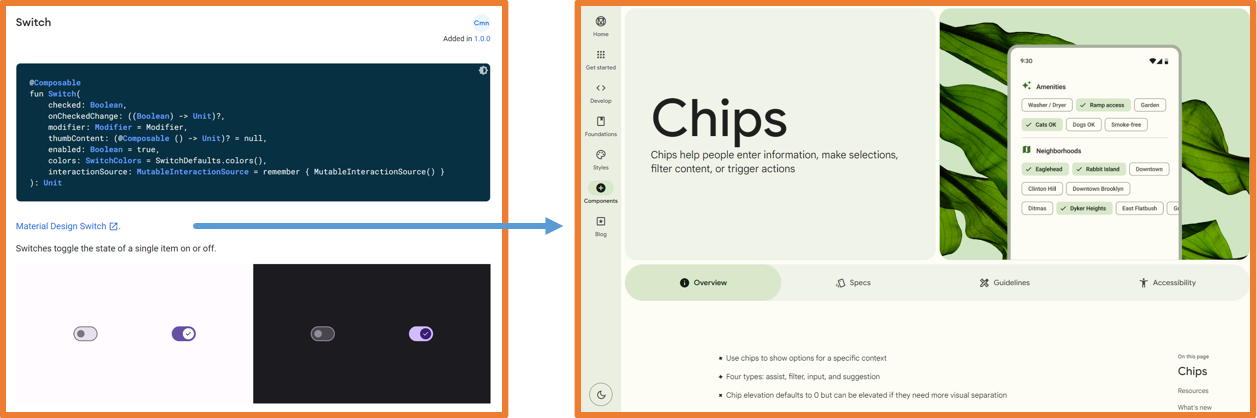 Switch
Cmn
Added in 1.0.0
@Composable
fun Switch(
checked: Boolean,
onCheckedChange: ((Boolean) -> Unit)?,
modifier: Modifier = Modifier,
thumbContent: (@Composable () -> Unit)? = null,
enabled: Boolean = true,
colors: SwitchColors = SwitchDefaults.colors(),
interactionSource: MutableInteractionSource = remember { MutableInteractionSource() }
): Unit
Material Design Switch.
Switches toggle the state of a single item on or off.
Home
Get started
Develop
Foundations
Styles
Components
Blog
Chips
Chips help people enter information, make selections,
filter content, or trigger actions
9:30
Amenities
Washer / Dryer
Ramp access
Garden
Cats OK
Dogs OK
Smoke-free
Neighborhoods
Eaglehead
Rabbit Island
Downtown
Clinton Hill
Downtown Brooklyn
Ditmas
Dyker Heights
East Flatbush
Overview
Specs
Guidelines
Accessibility
Use chips to show options for a specific context
Four types: assist, filter, input, and suggestion
Chip elevation defaults to 0 but can be elevated if they need more visual separation
On this page
Chips
Resources
What's new